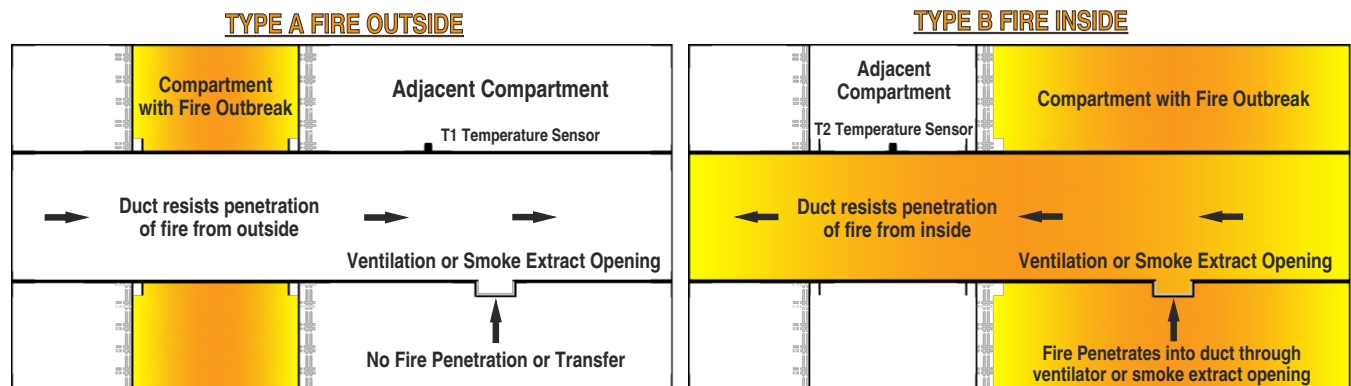 TYPE A FIRE OUTSIDE
Compartment
with Fire Outbreak
Adjacent Compartment
T1 Temperature Sensor
Duct resists penetration
of fire from outside
Ventilation or Smoke Extract Opening
No Fire Penetration or Transfer
TYPE B FIRE INSIDE
Adjacent
Compartment
Compartment with Fire Outbreak
T2 Temperature Sensor
Duct resists penetration
of fire from inside
Ventilation or Smoke Extract Opening
Fire Penetrates into duct through
ventilator or smoke extract opening